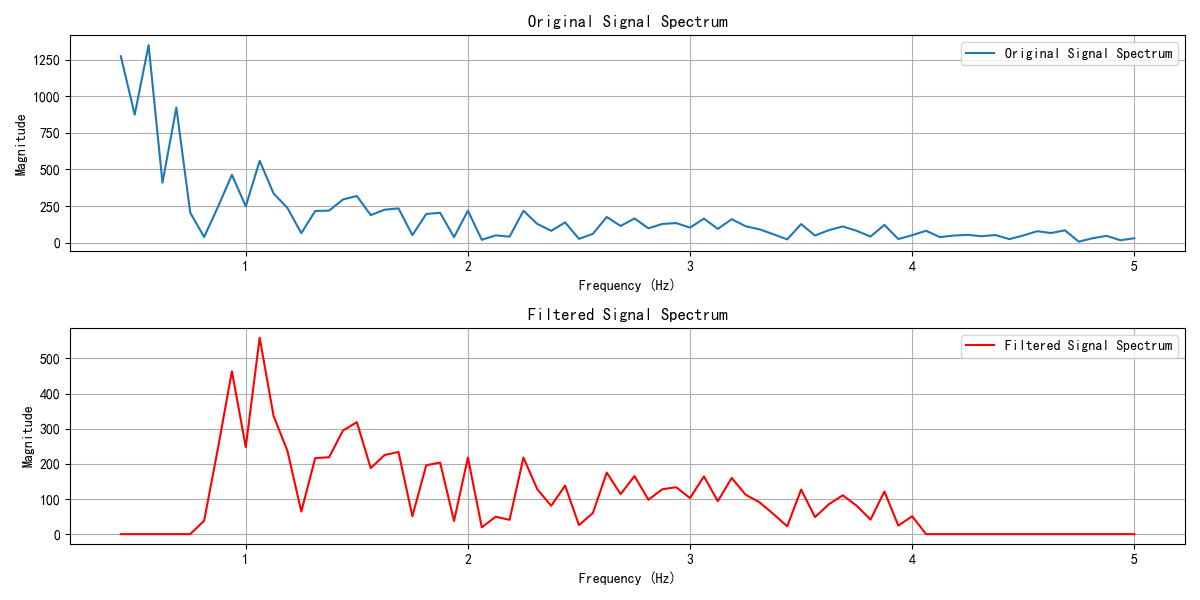 Original Signal Spectrum
Original Signal Spectrum
Magnitude
1250
1000
750
500
250
0
1 2 3 4 5
Frequency (Hz)
Filtered Signal Spectrum
Filtered Signal Spectrum
Magnitude
500
400
300
200
100
0
1 2 3 4 5
Frequency (Hz)